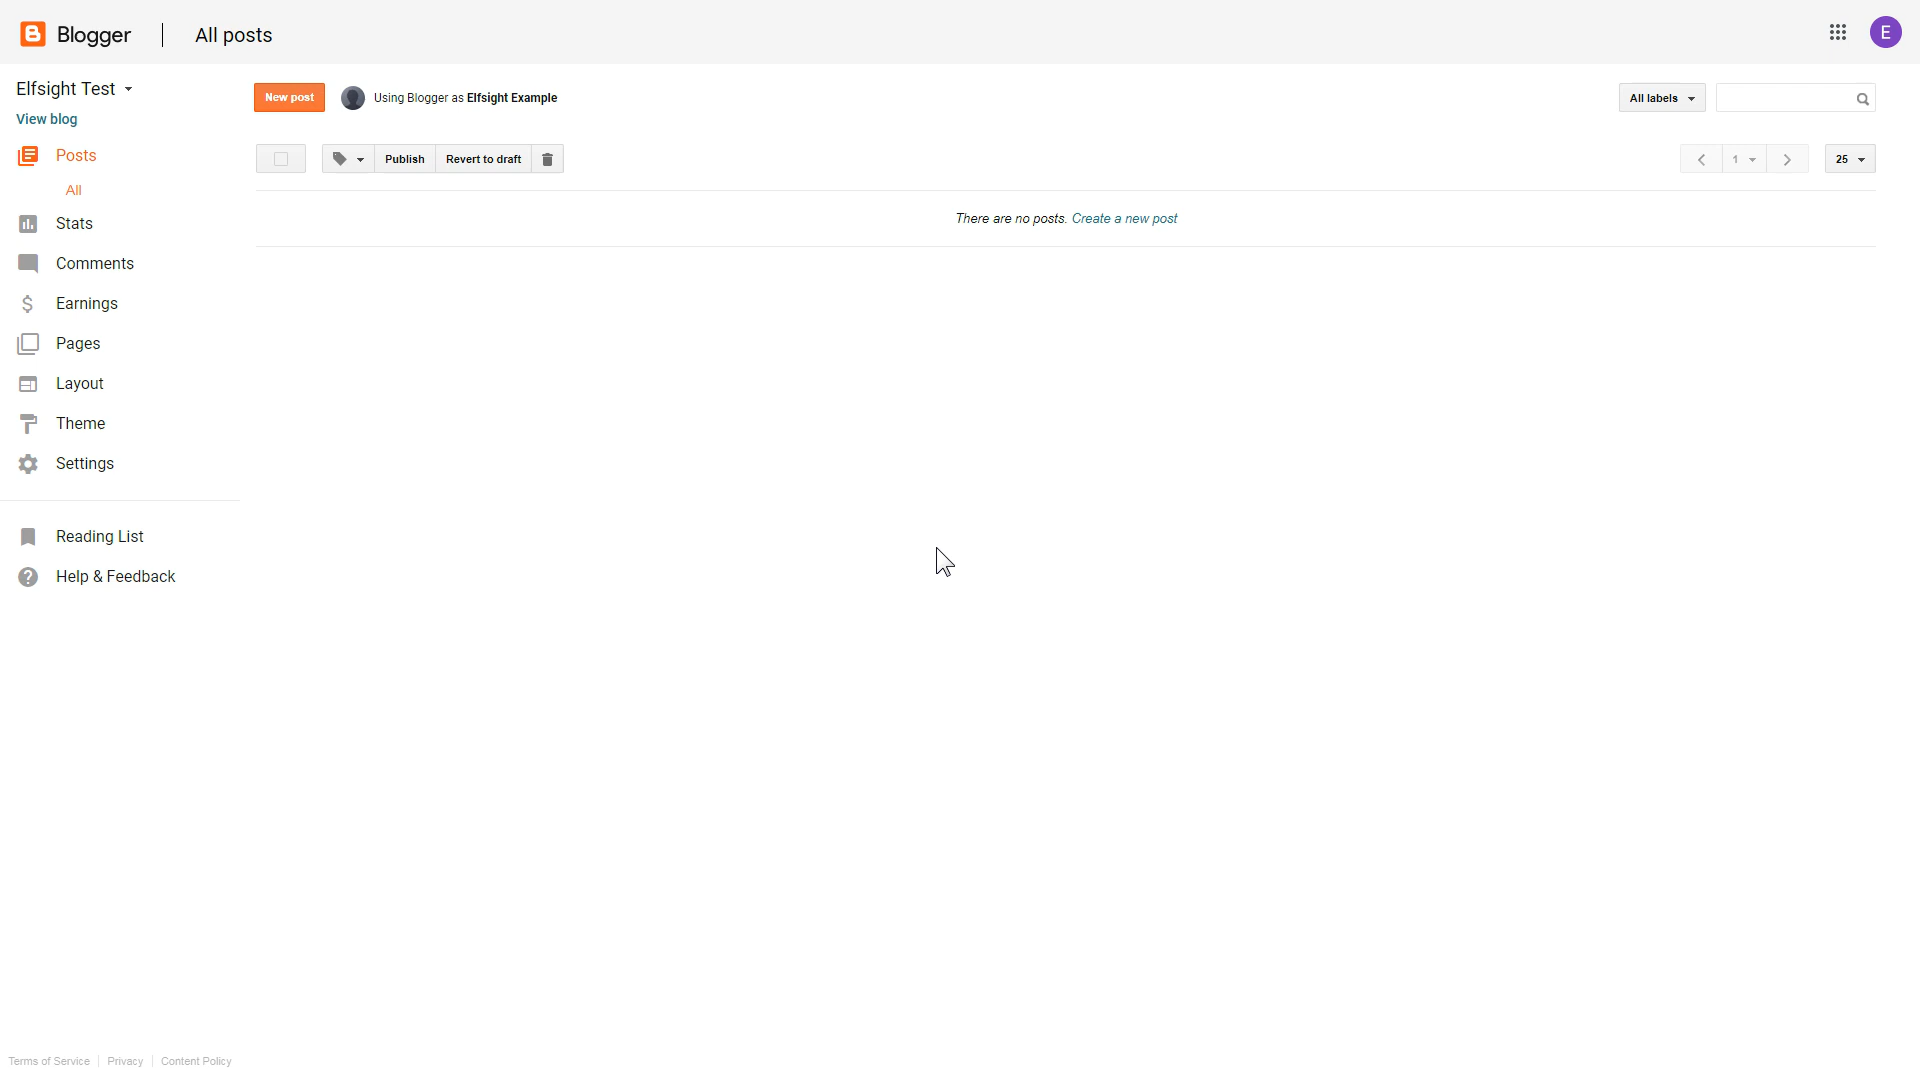 Blogger
All posts
E
Elfsight Test
View blog
New post
Using Blogger as Elfsight Example
All labels
Posts
All
Publish
Revert to draft
1
25
There are no posts. Create a new post
Stats
Comments
Earnings
Pages
Layout
Theme
Settings
Reading List
Help & Feedback
Terms of Service
Privacy
Content Policy